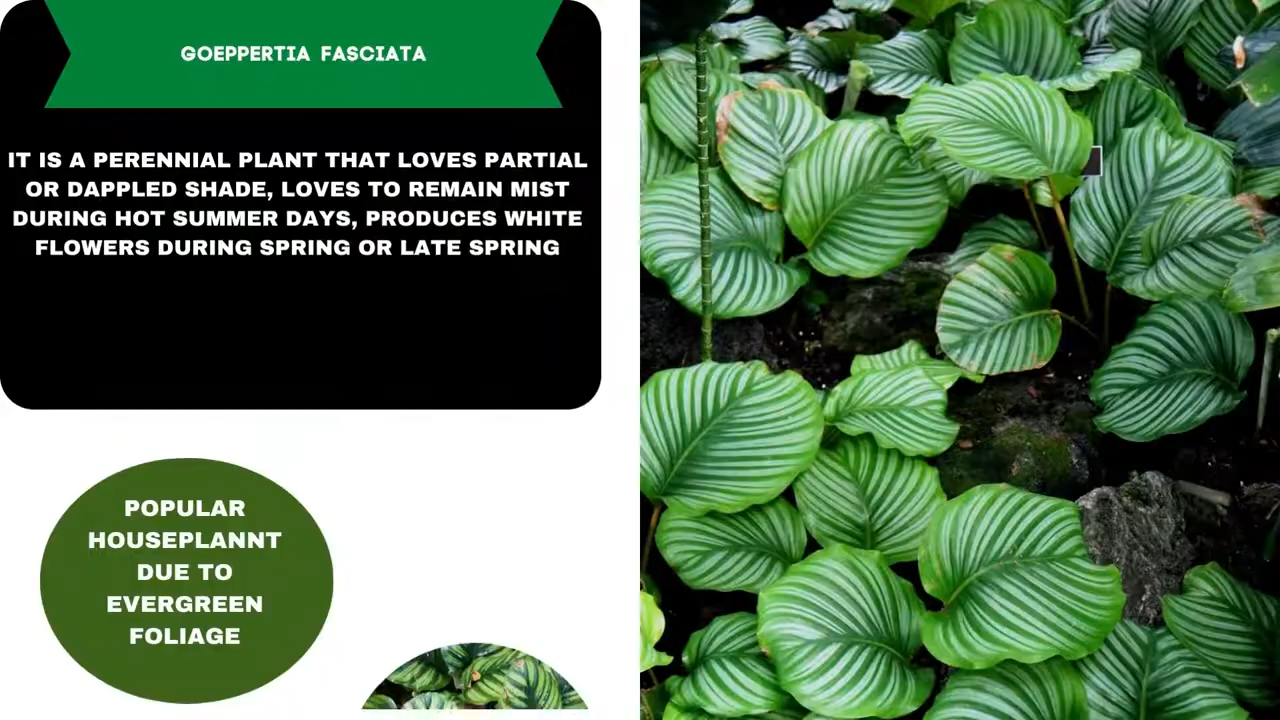 GOEPPERTIA FASCIATA
IT IS A PERENNIAL PLANT THAT LOVES PARTIAL
OR DAPPLED SHADE, LOVES TO REMAIN MIST
DURING HOT SUMMER DAYS, PRODUCES WHITE
FLOWERS DURING SPRING OR LATE SPRING
POPULAR
HOUSEPLANNT
DUE TO
EVERGREEN
FOLIAGE